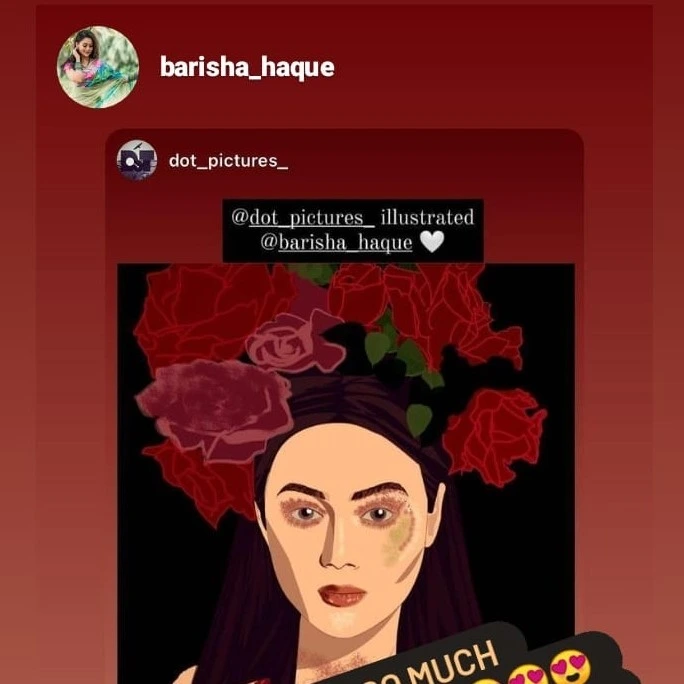 barisha_haque
dot_pictures_
@dot_pictures_ illustrated
@barisha_haque 🤍
MUCH
😍😍